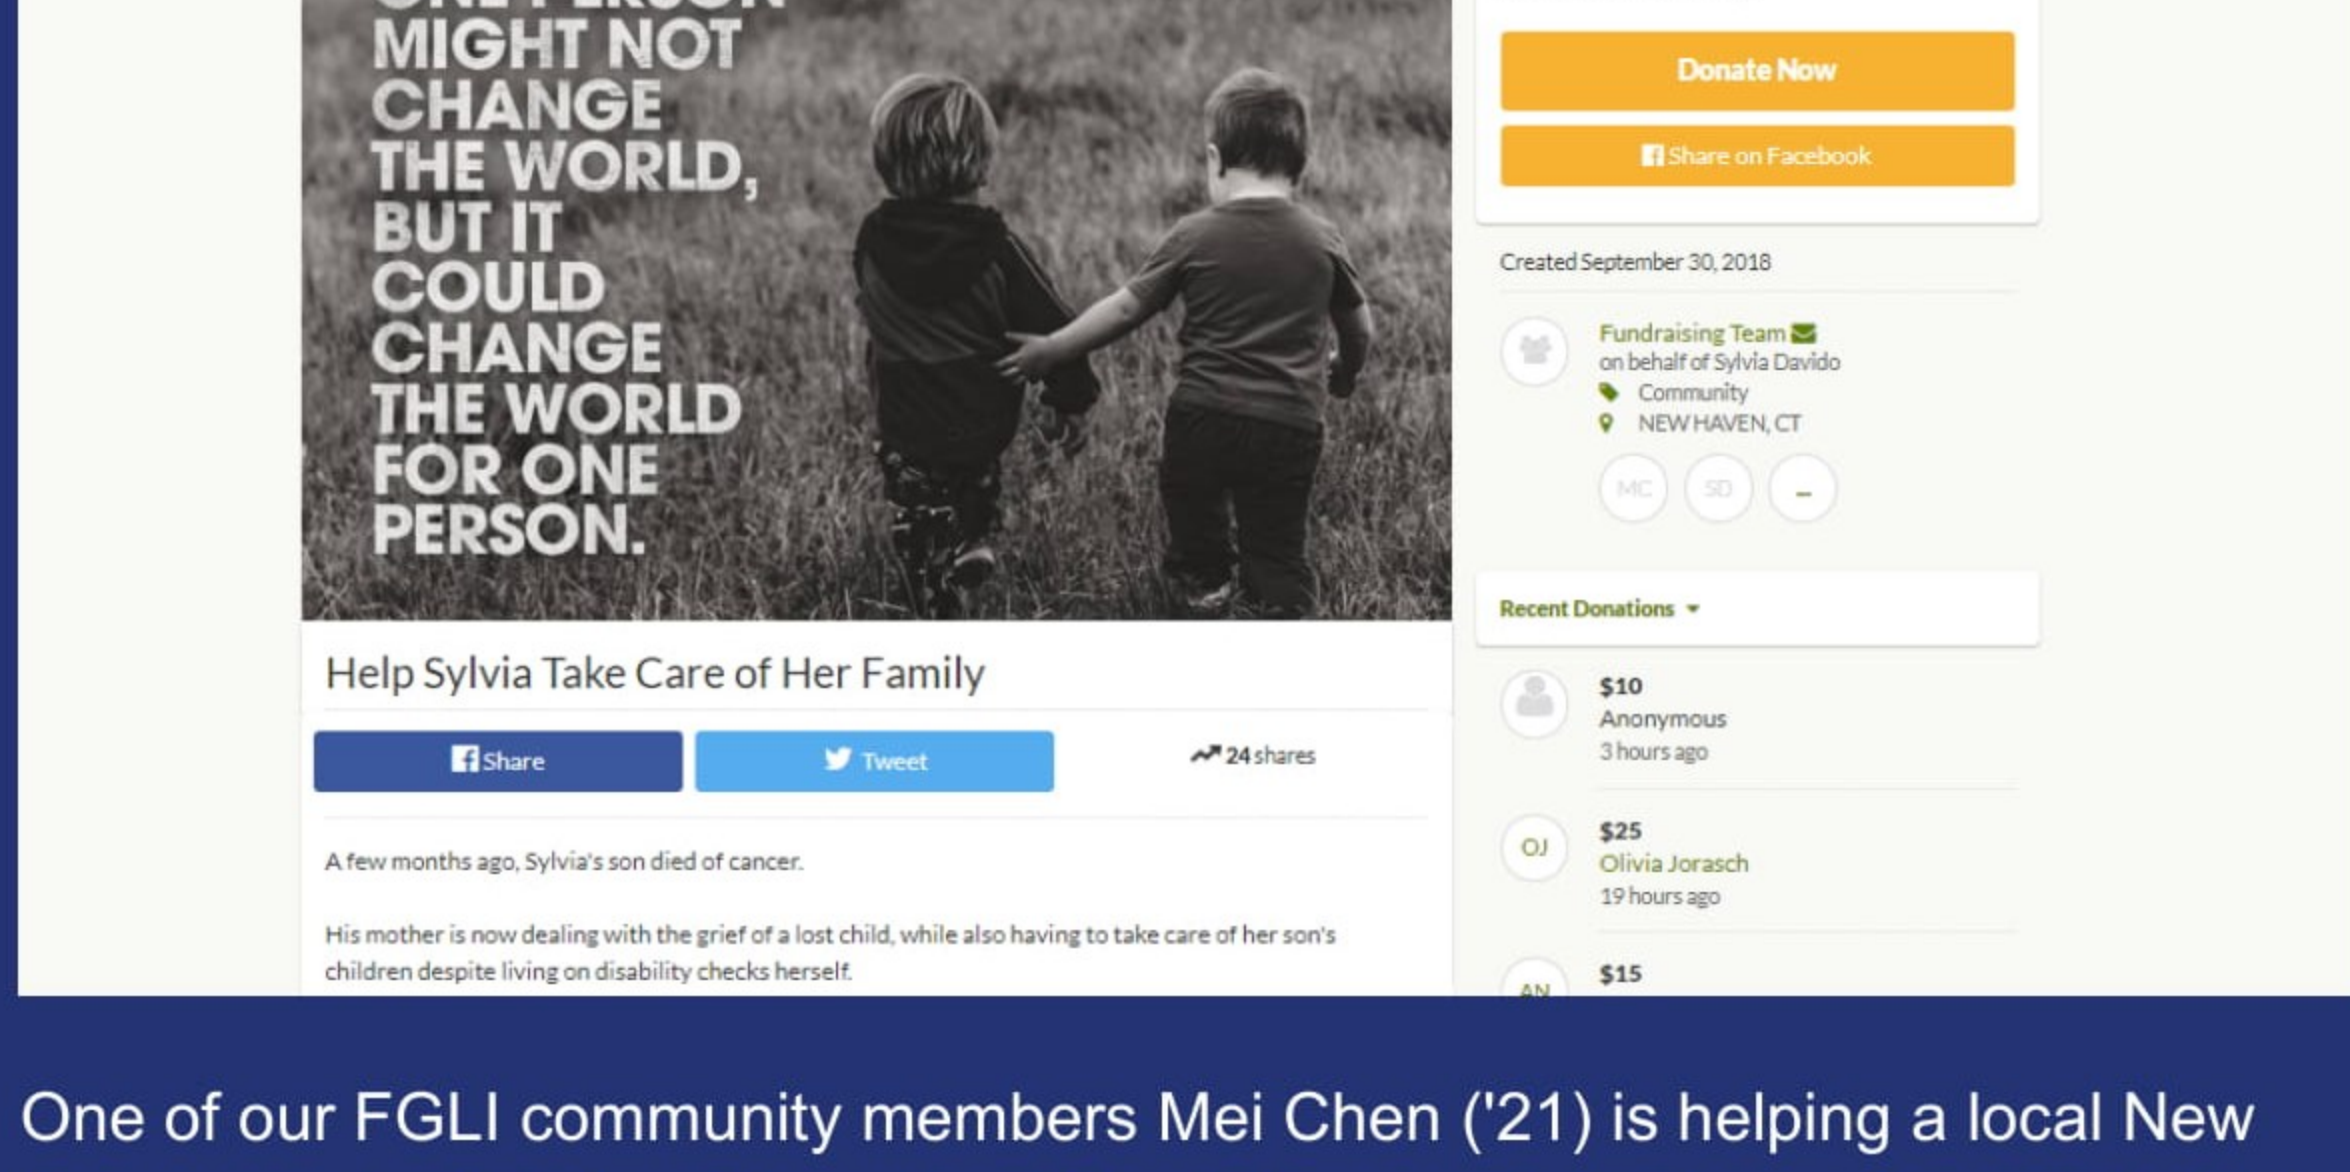 ONE PERSON
MIGHT NOT
CHANGE
THE WORLD,
BUT IT
COULD
CHANGE
THE WORLD
FOR ONE
PERSON.
Help Sylvia Take Care of Her Family
Share
Tweet
24 shares
A few months ago, Sylvia's son died of cancer.
His mother is now dealing with the grief of a lost child, while also having to take care of her son's
children despite living on disability checks herself.
Donate Now
Share on Facebook
Created September 30, 2018
Fundraising Team
on behalf of Sylvia Davido
Community
NEW HAVEN, CT
MC
SD
Recent Donations
$10
Anonymous
3 hours ago
OJ
$25
Olivia Jorasch
19 hours ago
AN
$15
One of our FGLI community members Mei Chen ('21) is helping a local New